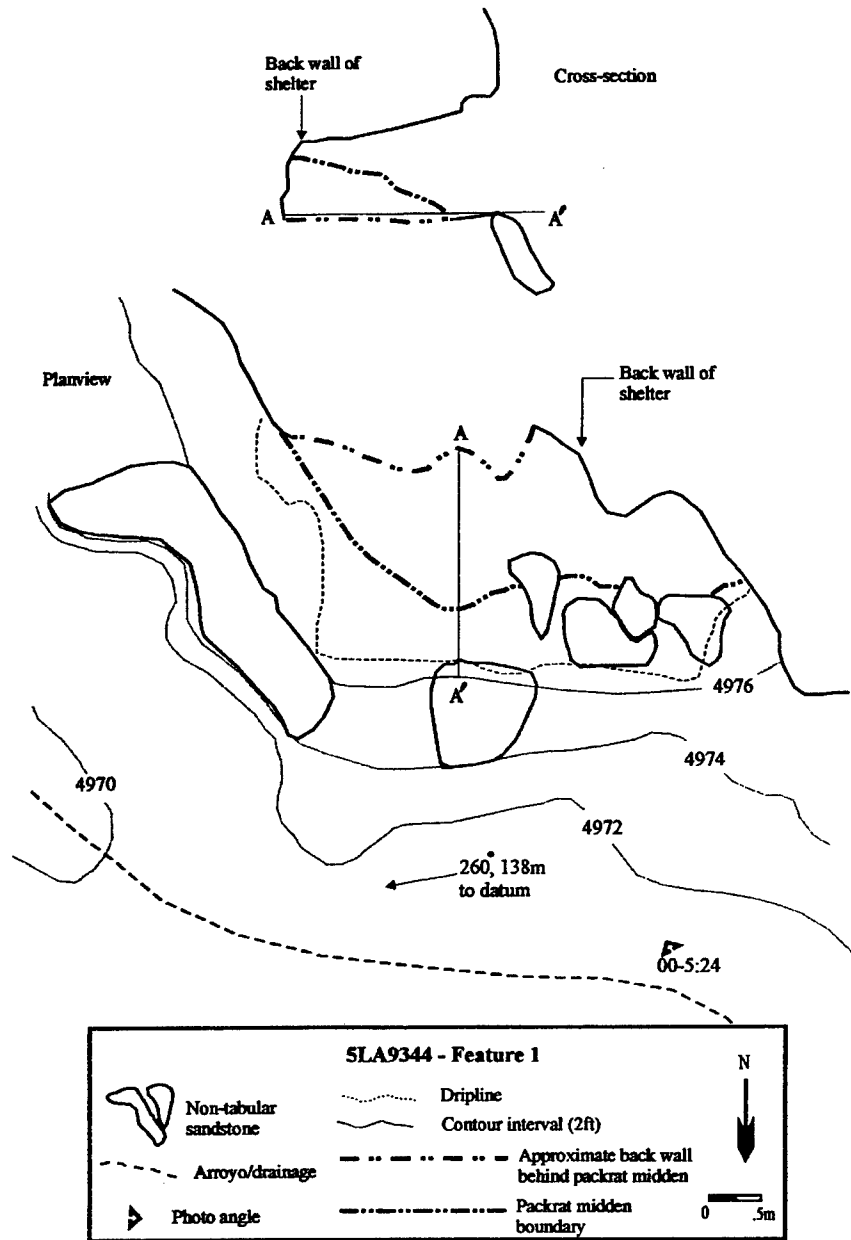 Back wall of
shelter
Cross-section
A
A'
Planview
Back wall of
shelter
A
A'
4976
4974
4970
4972
260°, 138m
to datum
00-5:24
5LA9344 - Feature 1
Non-tabular
sandstone
Dripline
Contour interval (2ft)
N
Arroyo/drainage
Approximate back wall
behind packrat midden
Photo angle
Packrat midden
boundary
0 .5m